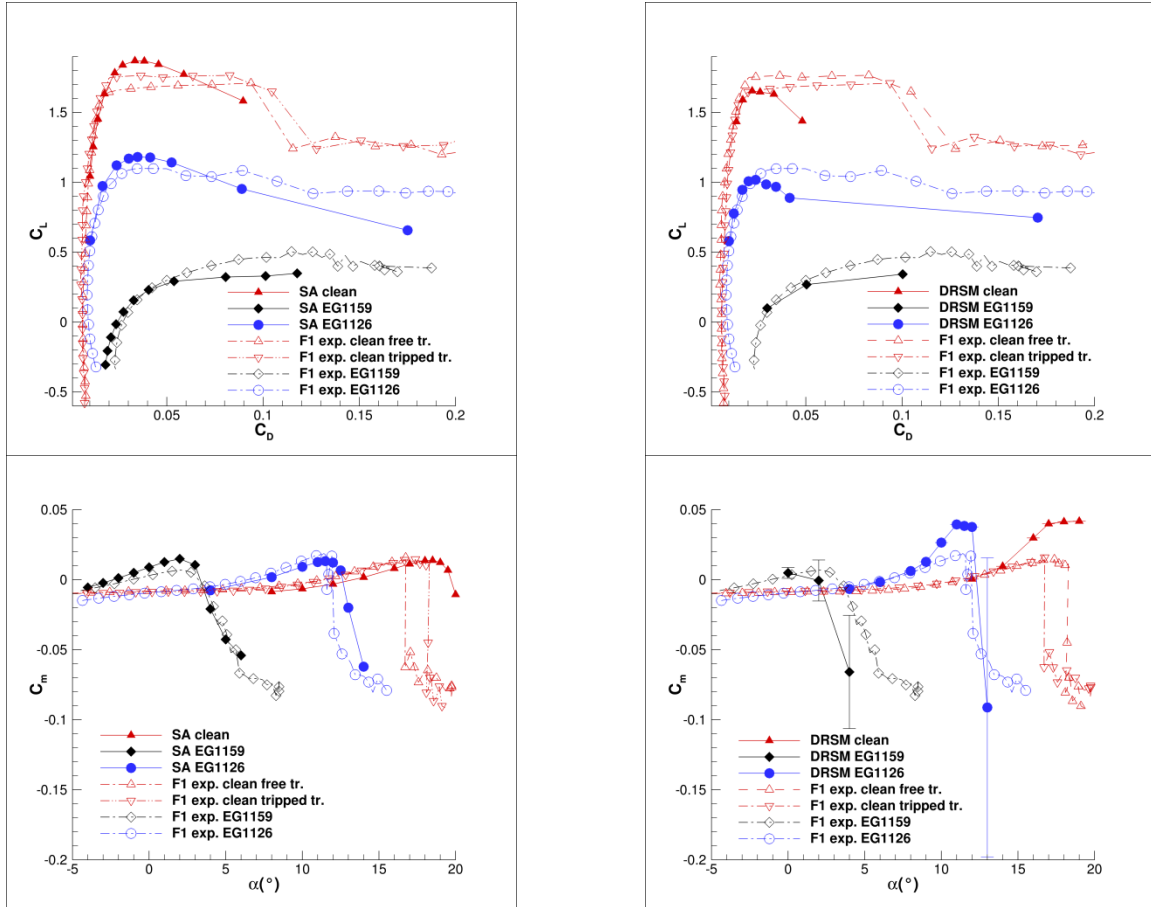 1.5
1
0.5
0
-0.5
C_L
0.05
0.1
0.15
0.2
C_D
SA clean
SA EG1159
SA EG1126
F1 exp. clean free tr.
F1 exp. clean tripped tr.
F1 exp. EG1159
F1 exp. EG1126
1.5
1
0.5
0
-0.5
C_L
0.05
0.1
0.15
0.2
C_D
DRSM clean
DRSM EG1159
DRSM EG1126
F1 exp. clean free tr.
F1 exp. clean tripped tr.
F1 exp. EG1159
F1 exp. EG1126
0.05
0
-0.05
-0.1
-0.15
-0.2
C_m
-5
0
5
10
15
20
α(°)
SA clean
SA EG1159
SA EG1126
F1 exp. clean free tr.
F1 exp. clean tripped tr.
F1 exp. EG1159
F1 exp. EG1126
0.05
0
-0.05
-0.1
-0.15
-0.2
C_m
-5
0
5
10
15
20
α(°)
DRSM clean
DRSM EG1159
DRSM EG1126
F1 exp. clean free tr.
F1 exp. clean tripped tr.
F1 exp. EG1159
F1 exp. EG1126